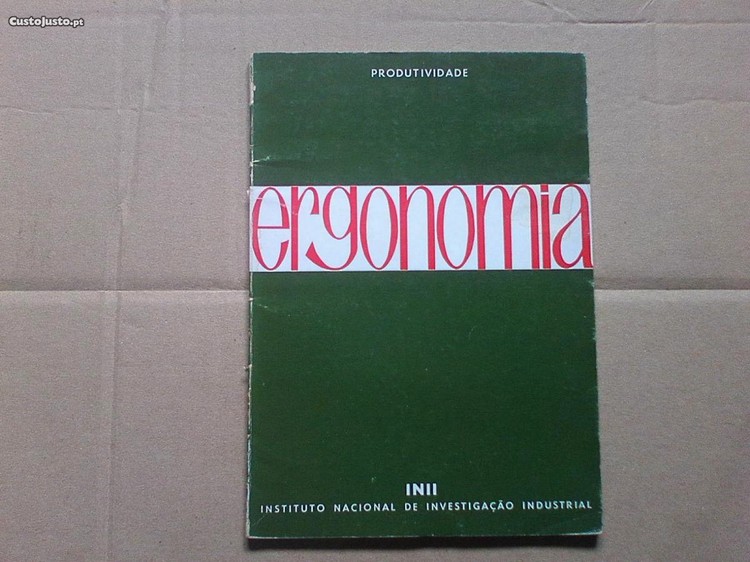 CustoJusto.pt
PRODUTIVIDADE
ergonomia
INII
INSTITUTO NACIONAL DE INVESTIGAÇÃO INDUSTRIAL